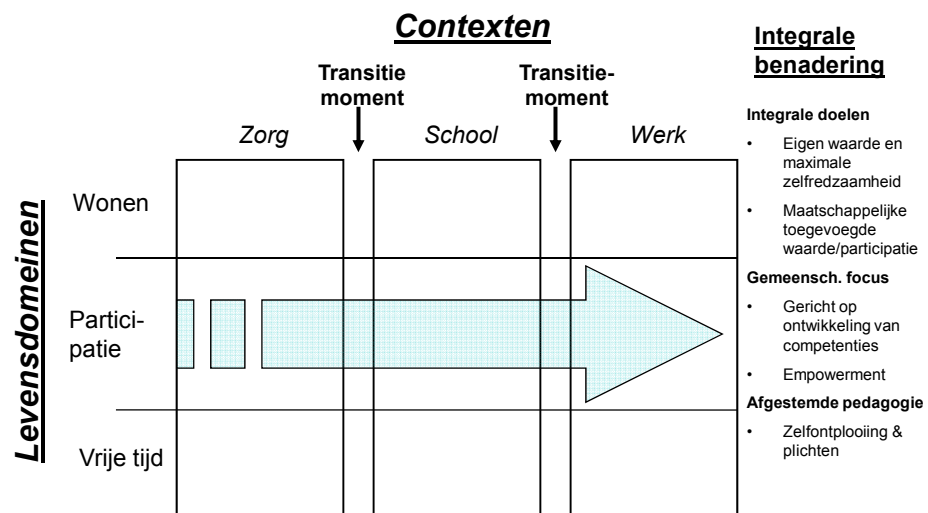 Contexten
Transitie
moment
Transitie-
moment
Zorg
School
Werk
Levensdomeinen
Wonen
Partici-
patie
Vrije tijd
Integrale
benadering
Integrale doelen
• Eigen waarde en
maximale
zelfredzaamheid
• Maatschappelijke
toegevoegde
waarde/participatie
Gemeensch. focus
• Gericht op
ontwikkeling van
competenties
• Empowerment
Afgestemde pedagogie
• Zelfontplooiing &
plichten